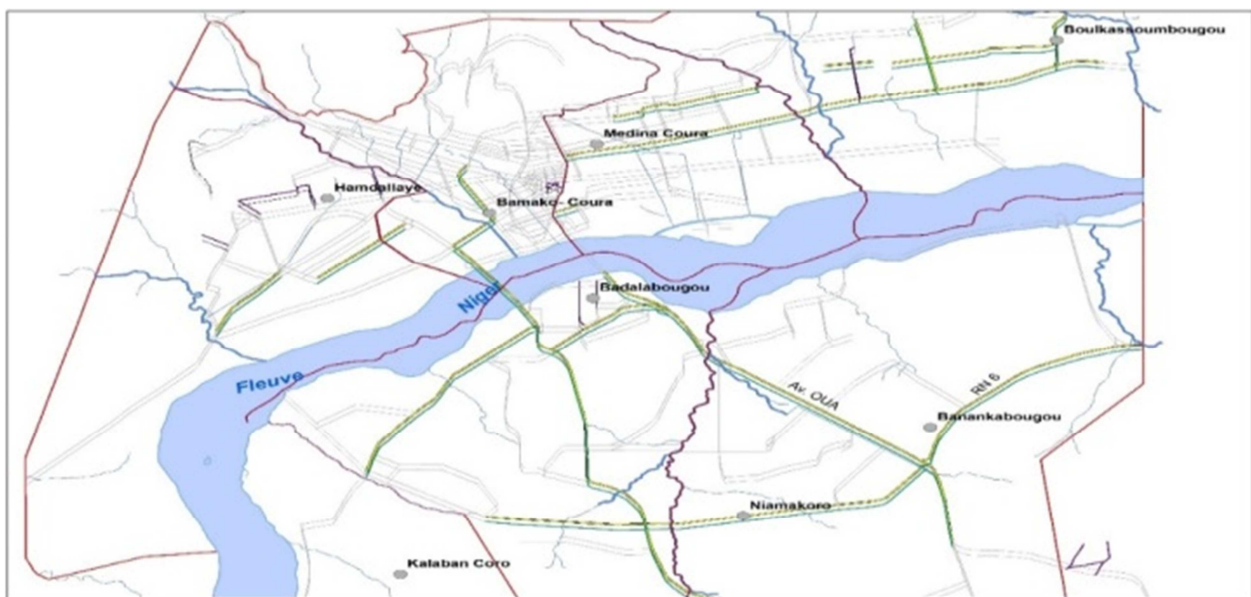 Boulkassoumbougou
Medina Coura
Hamdallaye
Bamako- Coura
Badalabougou
Fleuve Niger
Av. OUA
RN 6
Banankabougou
Niamakoro
Kalaban Coro